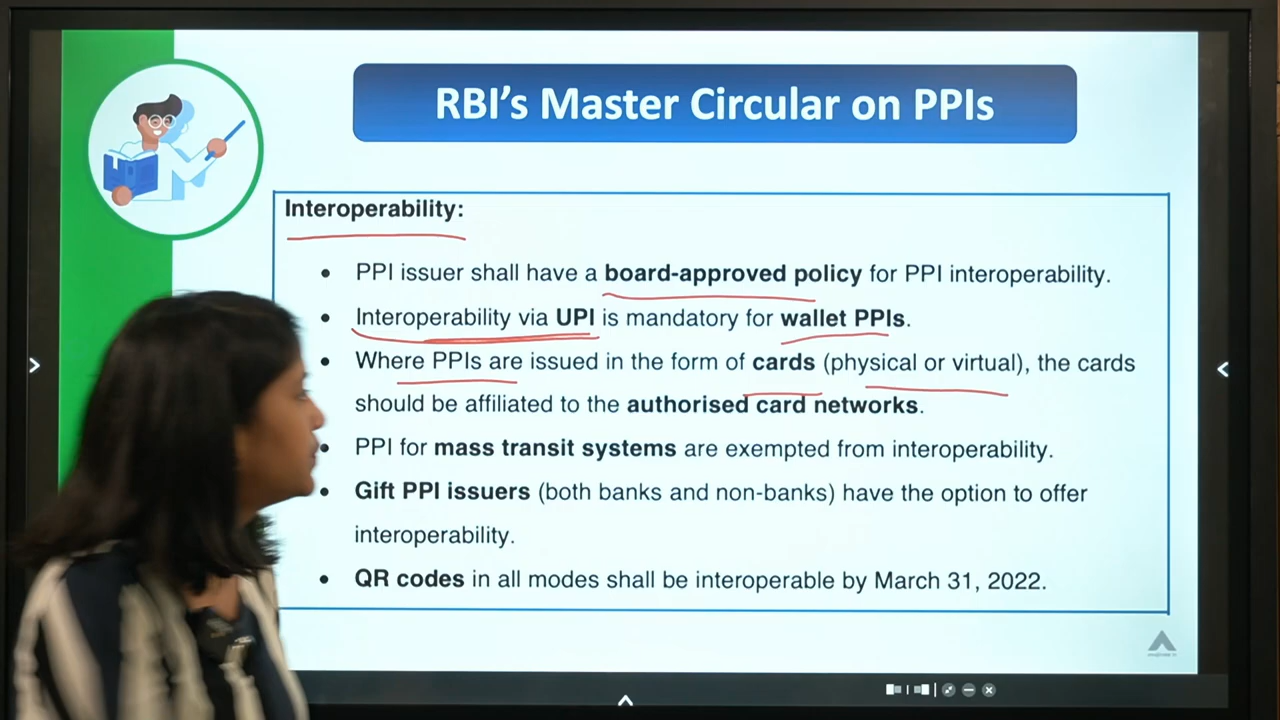 RBI's Master Circular on PPIs
Interoperability:
• PPI issuer shall have a board-approved policy for PPI interoperability.
• Interoperability via UPI is mandatory for wallet PPIs.
• Where PPIs are issued in the form of cards (physical or virtual), the cards
should be affiliated to the authorised card networks.
• PPI for mass transit systems are exempted from interoperability.
• Gift PPI issuers (both banks and non-banks) have the option to offer
interoperability.
• QR codes in all modes shall be interoperable by March 31, 2022.